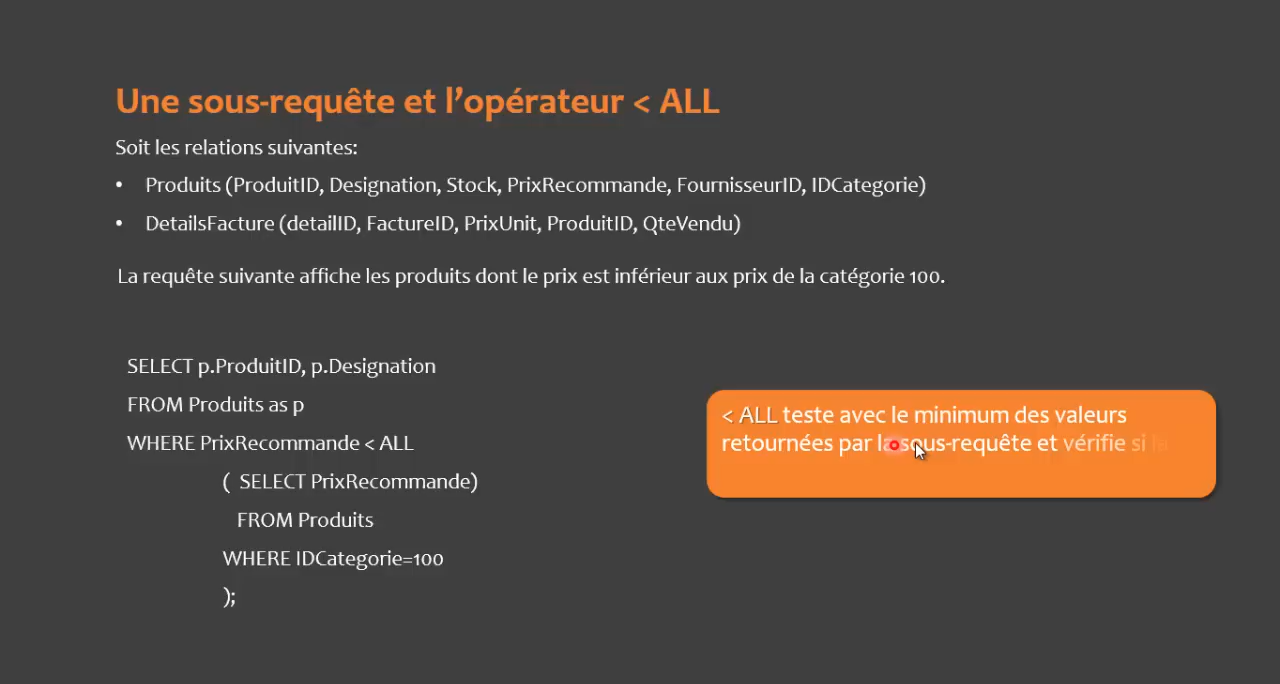 Une sous-requête et l’opérateur < ALL
Soit les relations suivantes:
• Produits (ProduitID, Designation, Stock, PrixRecommande, FournisseurID, IDCategorie)
• DetailsFacture (detailID, FactureID, PrixUnit, ProduitID, QteVendu)
La requête suivante affiche les produits dont le prix est inférieur aux prix de la catégorie 100.
SELECT p.ProduitID, p.Designation
FROM Produits as p
WHERE PrixRecommande < ALL
( SELECT PrixRecommande)
FROM Produits
WHERE IDCategorie=100
);
< ALL teste avec le minimum des valeurs
retournées par la sous-requête et vérifie si la